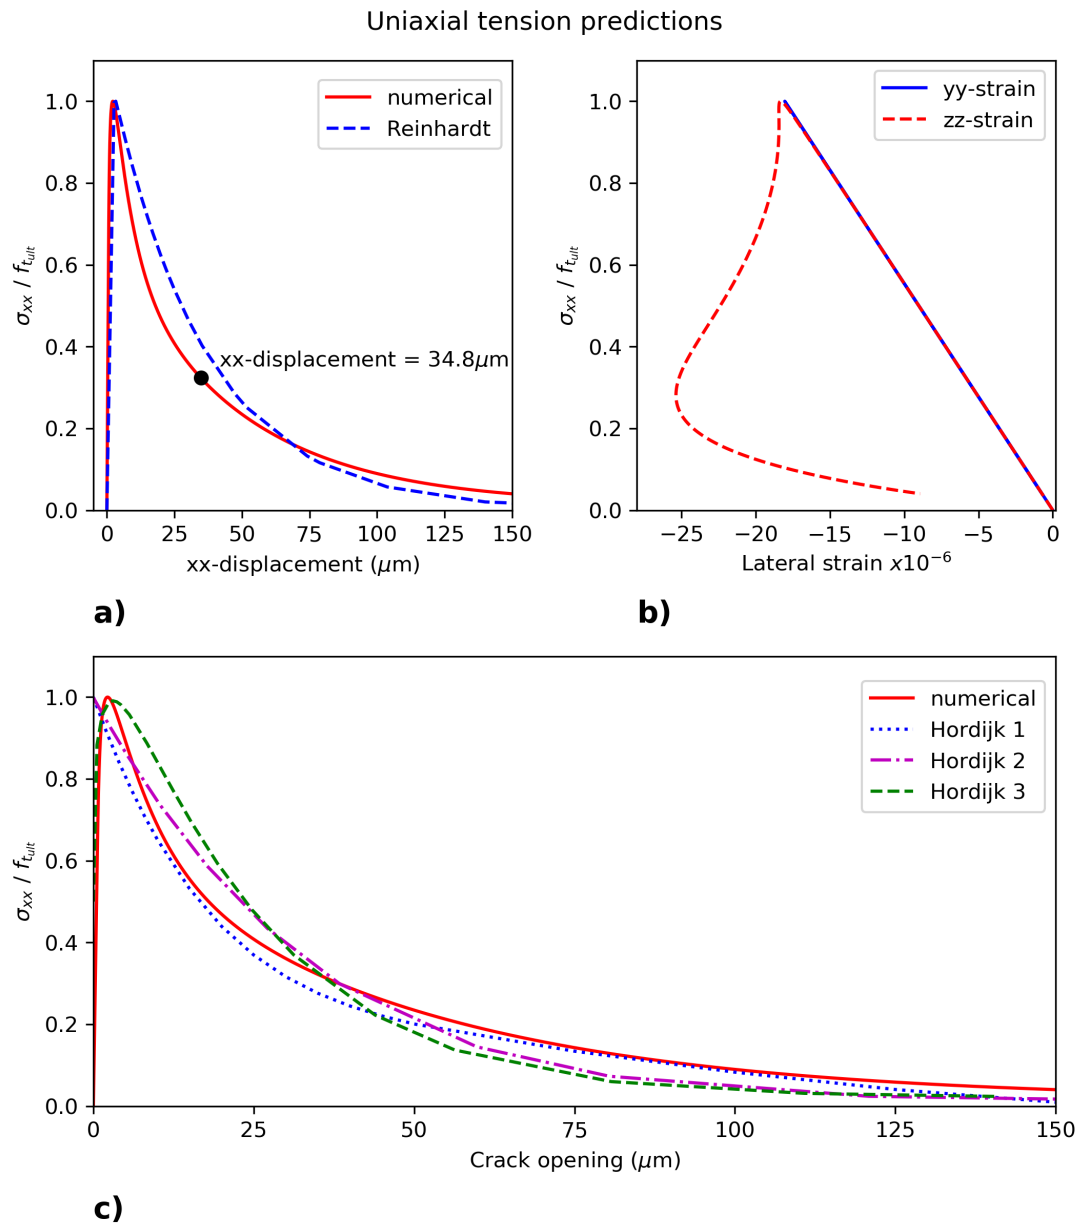 Uniaxial tension predictions
1.0
0.8
0.6
0.4
0.2
0.0
σxx / ftult
numerical
Reinhardt
xx-displacement = 34.8μm
0 25 50 75 100 125 150
xx-displacement (μm)
a)
1.0
0.8
0.6
0.4
0.2
0.0
σxx / ftult
yy-strain
zz-strain
−25 −20 −15 −10 −5 0
Lateral strain x10⁻⁶
b)
1.0
0.8
0.6
0.4
0.2
0.0
σxx / ftult
numerical
Hordijk 1
Hordijk 2
Hordijk 3
0 25 50 75 100 125 150
Crack opening (μm)
c)